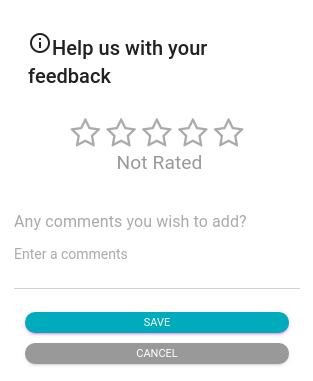 Help us with your
feedback
Not Rated
Any comments you wish to add?
Enter a comments
SAVE
CANCEL